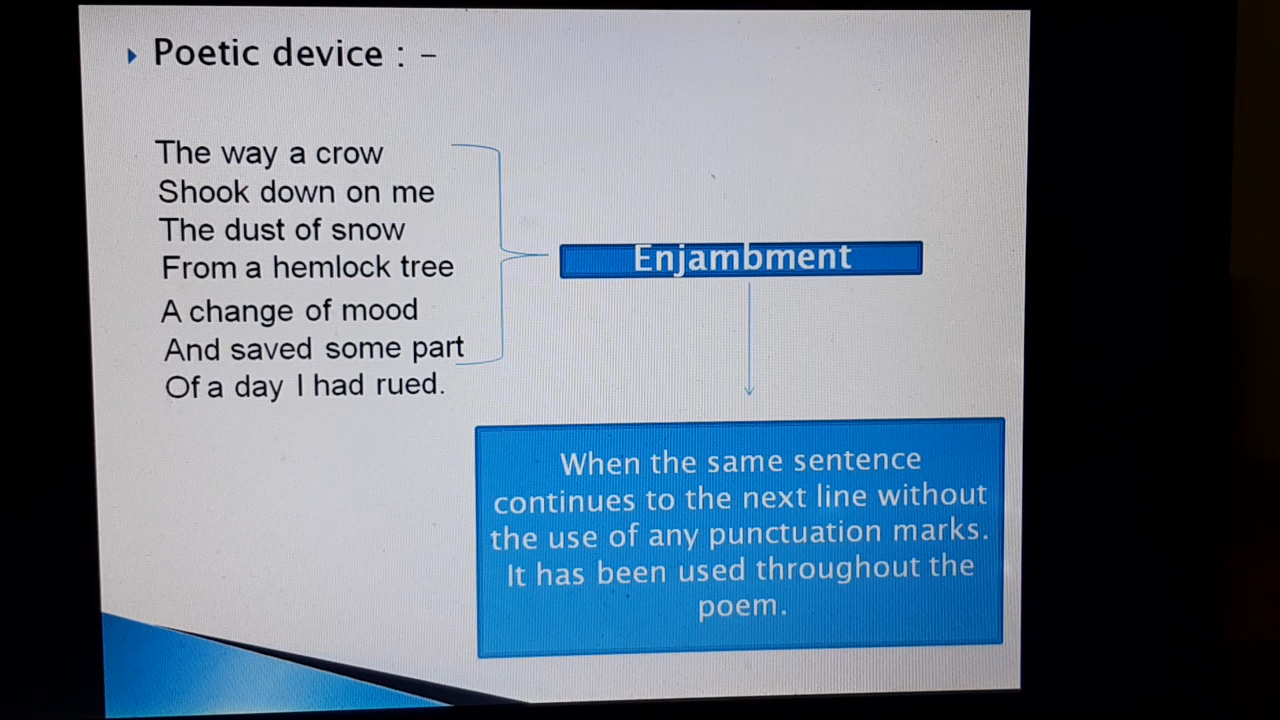 Poetic device : –
The way a crow
Shook down on me
The dust of snow
From a hemlock tree
A change of mood
And saved some part
Of a day I had rued.
Enjambment
When the same sentence
continues to the next line without
the use of any punctuation marks.
It has been used throughout the
poem.